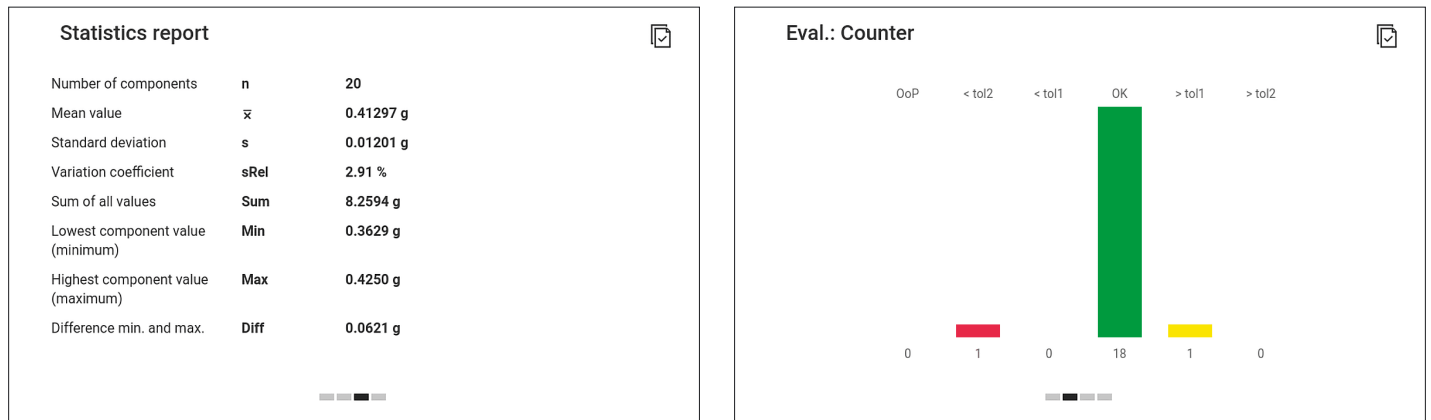 Statistics report
Number of components n 20
Mean value x̅ 0.41297 g
Standard deviation s 0.01201 g
Variation coefficient sRel 2.91 %
Sum of all values Sum 8.2594 g
Lowest component value Min 0.3629 g
(minimum)
Highest component value Max 0.4250 g
(maximum)
Difference min. and max. Diff 0.0621 g
Eval.: Counter
OoP < tol2 < tol1 OK > tol1 > tol2
0 1 0 18 1 0